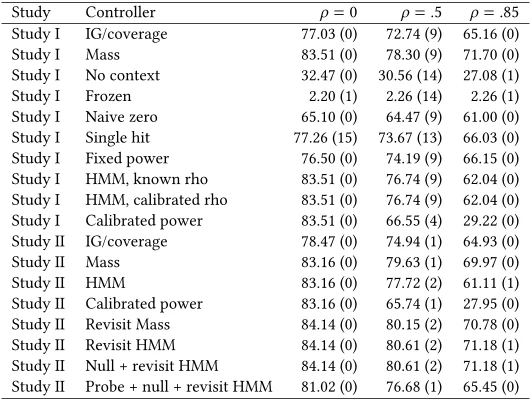 Study Controller ρ = 0 ρ = .5 ρ = .85
Study I IG/coverage 77.03 (0) 72.74 (9) 65.16 (0)
Study I Mass 83.51 (0) 78.30 (9) 71.70 (0)
Study I No context 32.47 (0) 30.56 (14) 27.08 (1)
Study I Frozen 2.20 (1) 2.26 (14) 2.26 (1)
Study I Naive zero 65.10 (0) 64.47 (9) 61.00 (0)
Study I Single hit 77.26 (15) 73.67 (13) 66.03 (0)
Study I Fixed power 76.50 (0) 74.19 (9) 66.15 (0)
Study I HMM, known rho 83.51 (0) 76.74 (9) 62.04 (0)
Study I HMM, calibrated rho 83.51 (0) 76.74 (9) 62.04 (0)
Study I Calibrated power 83.51 (0) 66.55 (4) 29.22 (0)
Study II IG/coverage 78.47 (0) 74.94 (1) 64.93 (0)
Study II Mass 83.16 (0) 79.63 (1) 69.97 (0)
Study II HMM 83.16 (0) 77.72 (2) 61.11 (1)
Study II Calibrated power 83.16 (0) 65.74 (1) 27.95 (0)
Study II Revisit Mass 84.14 (0) 80.15 (2) 70.78 (0)
Study II Revisit HMM 84.14 (0) 80.61 (2) 71.18 (1)
Study II Null + revisit HMM 84.14 (0) 80.61 (2) 71.18 (1)
Study II Probe + null + revisit HMM 81.02 (0) 76.68 (1) 65.45 (0)